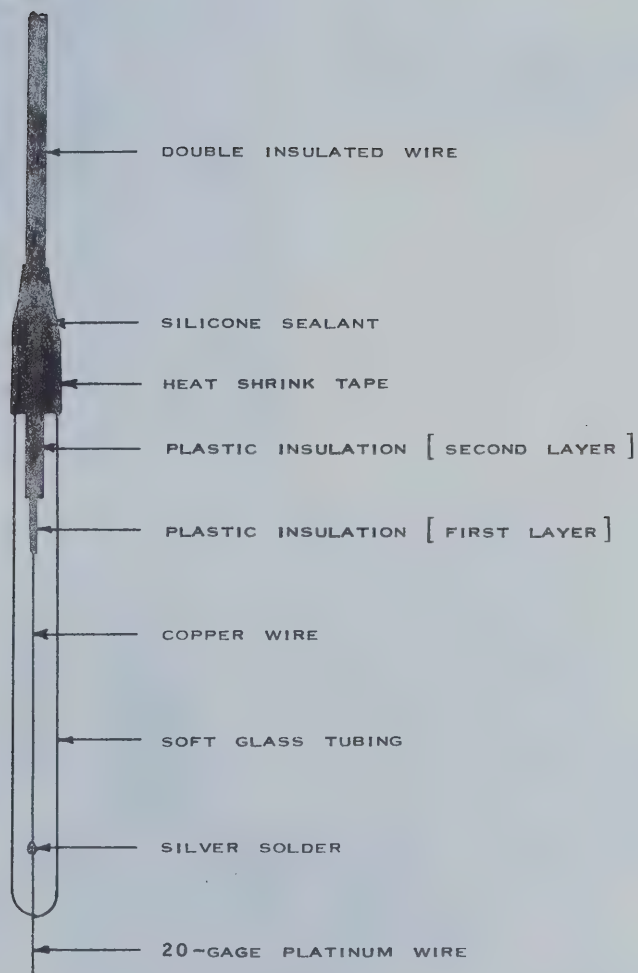 DOUBLE INSULATED WIRE
SILICONE SEALANT
HEAT SHRINK TAPE
PLASTIC INSULATION [SECOND LAYER]
PLASTIC INSULATION [FIRST LAYER]
COPPER WIRE
SOFT GLASS TUBING
SILVER SOLDER
20-GAGE PLATINUM WIRE